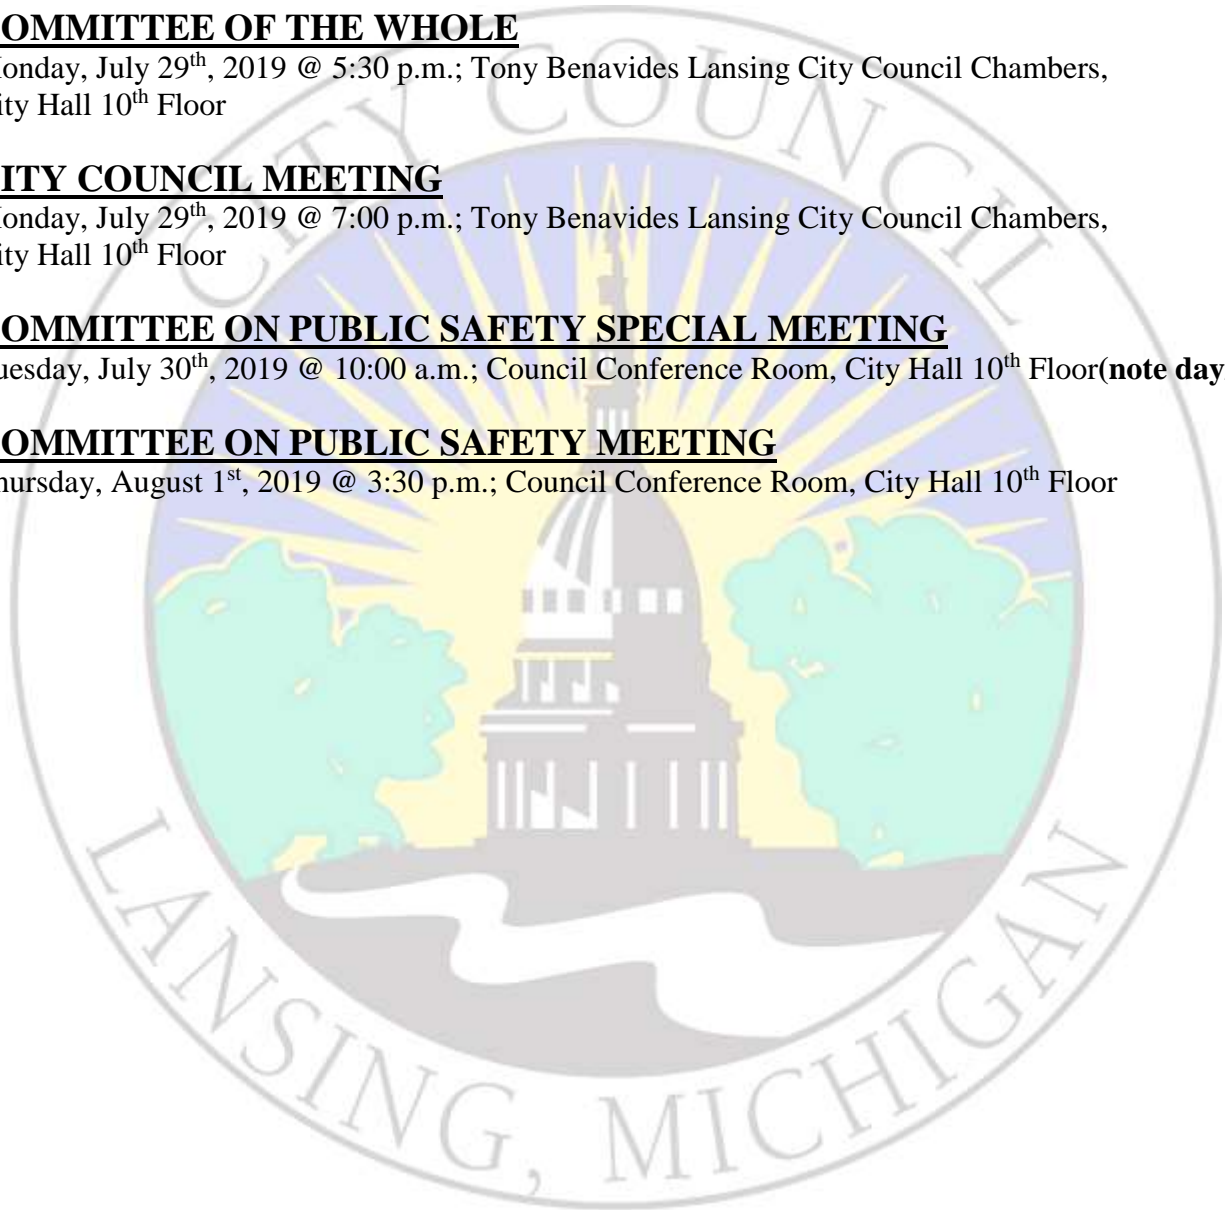 OMMITTEE OF THE WHOLE
onday, July 29th, 2019 @ 5:30 p.m.; Tony Benavides Lansing City Council Chambers,
ity Hall 10th Floor
ITY COUNCIL MEETING
onday, July 29th, 2019 @ 7:00 p.m.; Tony Benavides Lansing City Council Chambers,
ity Hall 10th Floor
OMMITTEE ON PUBLIC SAFETY SPECIAL MEETING
uesday, July 30th, 2019 @ 10:00 a.m.; Council Conference Room, City Hall 10th Floor(note day
OMMITTEE ON PUBLIC SAFETY MEETING
hursday, August 1st, 2019 @ 3:30 p.m.; Council Conference Room, City Hall 10th Floor
CITY COUNCIL
LANSING, MICHIGAN